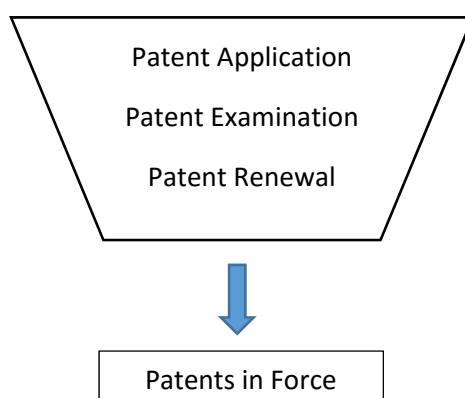 Patent Application
Patent Examination
Patent Renewal
Patents in Force